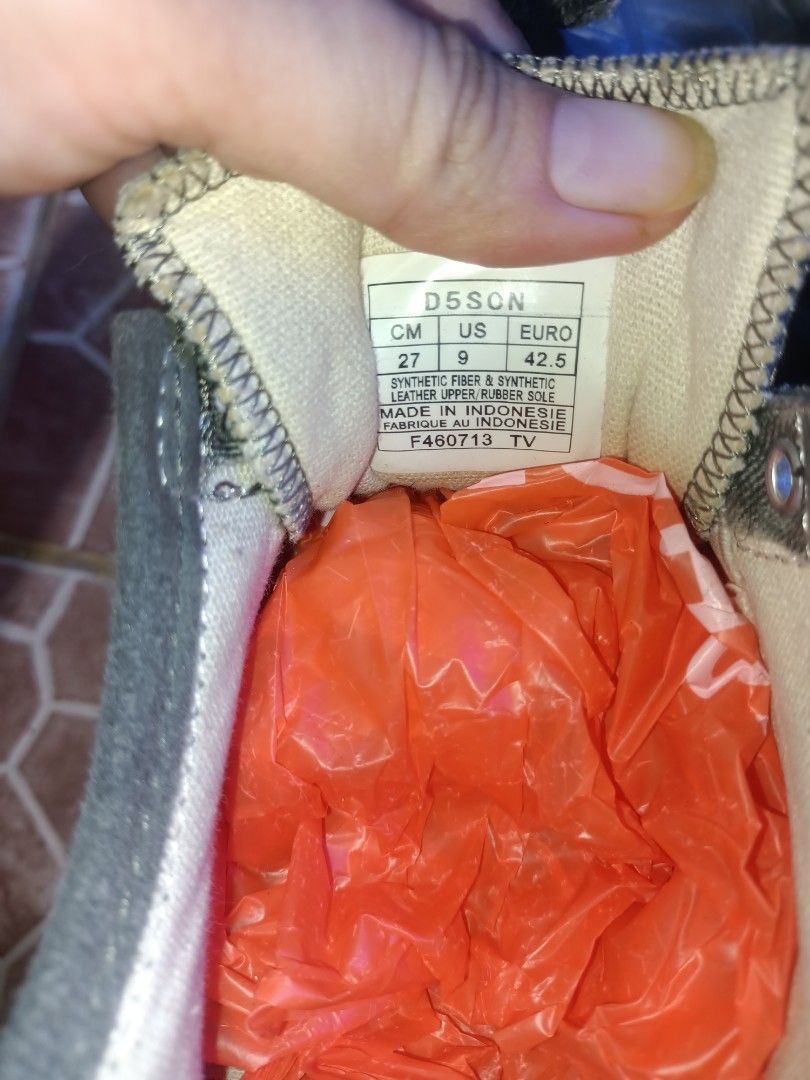 D5SON
CM US EURO
27 9 42.5
SYNTHETIC FIBER & SYNTHETIC
LEATHER UPPER/RUBBER SOLE
MADE IN INDONESIE
FABRIQUE AU INDONESIE
F460713 TV